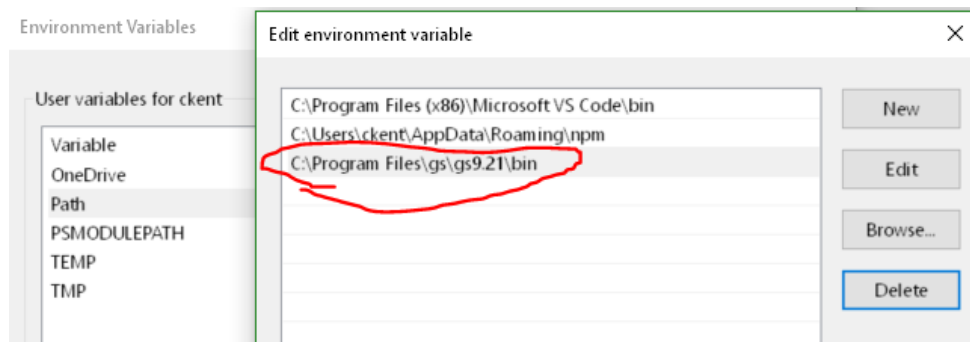 Environment Variables
Edit environment variable
User variables for ckent
Variable
OneDrive
Path
PSMODULEPATH
TEMP
TMP
C:\Program Files (x86)\Microsoft VS Code\bin
C:\Users\ckent\AppData\Roaming\npm
C:\Program Files\gs\gs9.21\bin
New
Edit
Browse...
Delete